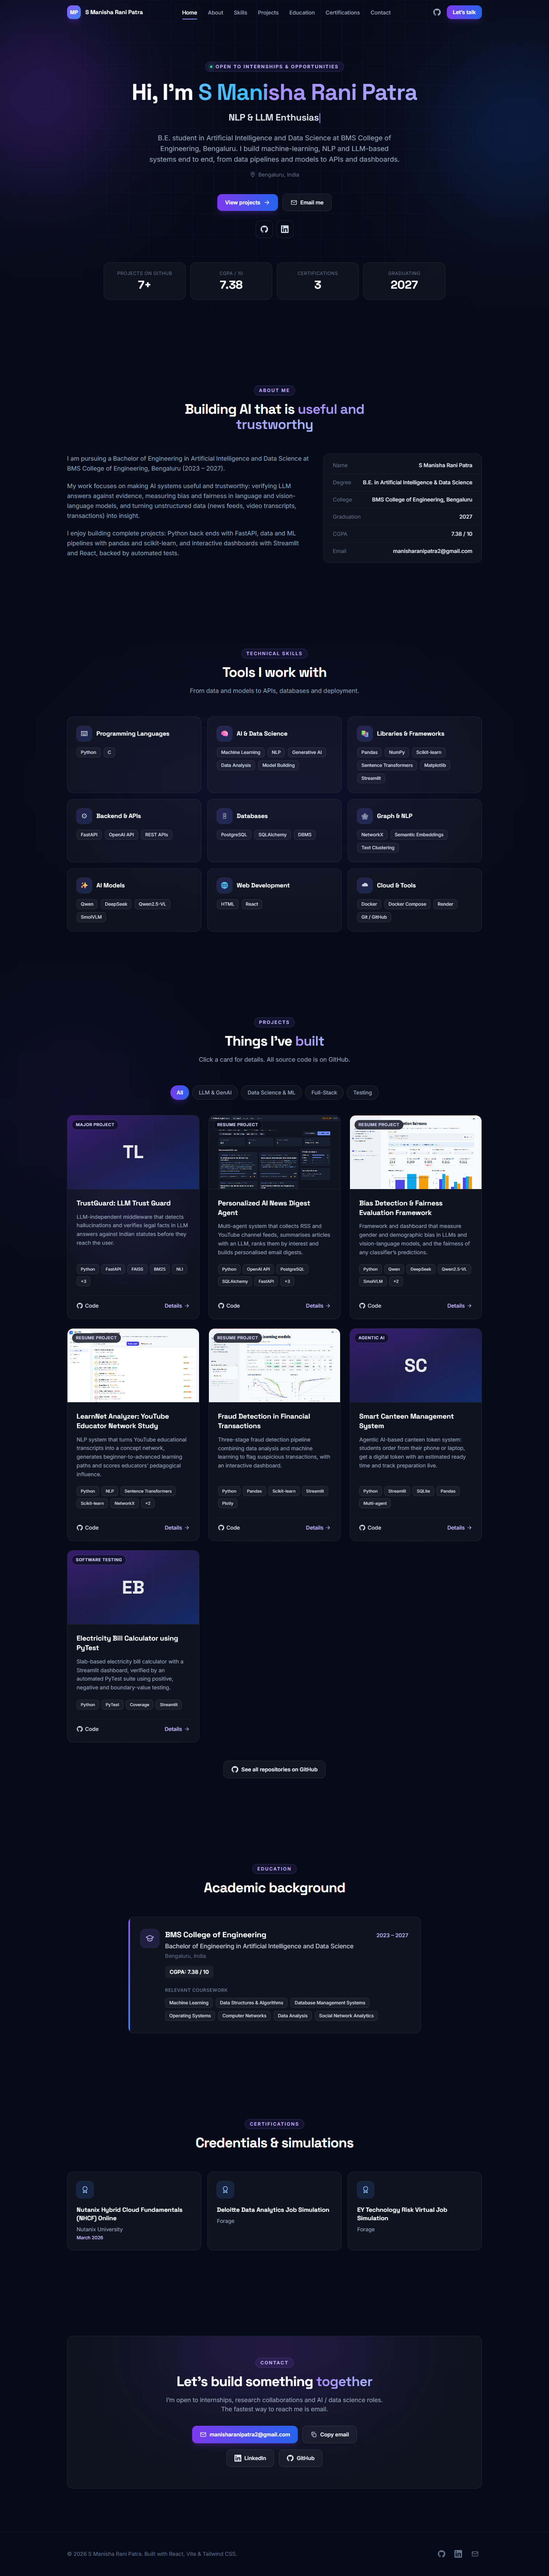 MP S Manisha Rani Patra Home About Skills Projects Education Certifications Contact Let's talk
OPEN TO INTERNSHIPS & OPPORTUNITIES
Hi, I'm S Manisha Rani Patra
NLP & LLM Enthusias
B.E. student in Artificial Intelligence and Data Science at BMS College of
Engineering, Bengaluru. I build machine-learning, NLP and LLM-based
systems end to end, from data pipelines and models to APIs and dashboards.
Bengaluru, India
View projects → Email me
PROJECTS ON GITHUB
7+
CGPA / 10
7.38
CERTIFICATIONS
3
GRADUATING
2027
ABOUT ME
Building AI that is useful and
trustworthy
I am pursuing a Bachelor of Engineering in Artificial Intelligence and Data Science at
BMS College of Engineering, Bengaluru (2023 – 2027).
My work focuses on making AI systems useful and trustworthy: verifying LLM
answers against evidence, measuring bias and fairness in language and vision-
language models, and turning unstructured data (news feeds, video transcripts,
transactions) into insight.
I enjoy building complete projects: Python back ends with FastAPI, data and ML
pipelines with pandas and scikit-learn, and interactive dashboards with Streamlit
and React, backed by automated tests.
Name S Manisha Rani Patra
Degree B.E. in Artificial Intelligence & Data Science
College BMS College of Engineering, Bengaluru
Graduation 2027
CGPA 7.38 / 10
Email manisharanipatra2@gmail.com
TECHNICAL SKILLS
Tools I work with
From data and models to APIs, databases and deployment.
Programming Languages
Python C
AI & Data Science
Machine Learning NLP Generative AI
Data Analysis Model Building
Libraries & Frameworks
Pandas NumPy Scikit-learn
Sentence Transformers Matplotlib
Streamlit
Backend & APIs
FastAPI OpenAI API REST APIs
Databases
PostgreSQL SQLAlchemy DBMS
Graph & NLP
NetworkX Semantic Embeddings
Text Clustering
AI Models
Qwen DeepSeek Qwen2.5-VL
SmolVLM
Web Development
HTML React
Cloud & Tools
Docker Docker Compose Render
Git / GitHub
PROJECTS
Things I've built
Click a card for details. All source code is on GitHub.
All LLM & GenAI Data Science & ML Full-Stack Testing
MAJOR PROJECT
TL
TrustGuard: LLM Trust Guard
LLM-independent middleware that detects
hallucinations and verifies legal facts in LLM
answers against Indian statutes before they
reach the user.
Python FastAPI FAISS BM25 NLI
+3
Code Details →
RESUME PROJECT
Personalized AI News Digest
Agent
Multi-agent system that collects RSS and
YouTube channel feeds, summarises articles
with an LLM, ranks them by interest and
builds personalised email digests.
Python OpenAI API PostgreSQL
SQLAlchemy FastAPI +3
Code Details →
RESUME PROJECT
Bias Detection & Fairness
Evaluation Framework
Framework and dashboard that measure
gender and demographic bias in LLMs and
vision-language models, and the fairness of
any classifier's predictions.
Python Qwen DeepSeek Qwen2.5-VL
SmolVLM +2
Code Details →
RESUME PROJECT
LearnNet Analyzer: YouTube
Educator Network Study
NLP system that turns YouTube educational
transcripts into a concept network,
generates beginner-to-advanced learning
paths and scores educators' pedagogical
influence.
Python NLP Sentence Transformers
Scikit-learn NetworkX +2
Code Details →
RESUME PROJECT
Fraud Detection in Financial
Transactions
Three-stage fraud detection pipeline
combining data analysis and machine
learning to flag suspicious transactions, with
an interactive dashboard.
Python Pandas Scikit-learn Streamlit
Plotly
Code Details →
AGENTIC AI
SC
Smart Canteen Management
System
Agentic AI-based canteen token system:
students order from their phone or laptop,
get a digital token with an estimated ready
time and track preparation live.
Python Streamlit SQLite Pandas
Multi-agent
Code Details →
SOFTWARE TESTING
EB
Electricity Bill Calculator using
PyTest
Slab-based electricity bill calculator with a
Streamlit dashboard, verified by an
automated PyTest suite using positive,
negative and boundary-value testing.
Python PyTest Coverage Streamlit
Code Details →
See all repositories on GitHub
EDUCATION
Academic background
BMS College of Engineering 2023 – 2027
Bachelor of Engineering in Artificial Intelligence and Data Science
Bengaluru, India
CGPA: 7.38 / 10
RELEVANT COURSEWORK
Machine Learning Data Structures & Algorithms Database Management Systems
Operating Systems Computer Networks Data Analysis Social Network Analytics
CERTIFICATIONS
Credentials & simulations
Nutanix Hybrid Cloud Fundamentals
(NHCF) Online
Nutanix University
March 2026
Deloitte Data Analytics Job Simulation
Forage
EY Technology Risk Virtual Job
Simulation
Forage
CONTACT
Let's build something together
I'm open to internships, research collaborations and AI / data science roles.
The fastest way to reach me is email.
manisharanipatra2@gmail.com Copy email
LinkedIn GitHub
© 2026 S Manisha Rani Patra. Built with React, Vite & Tailwind CSS.